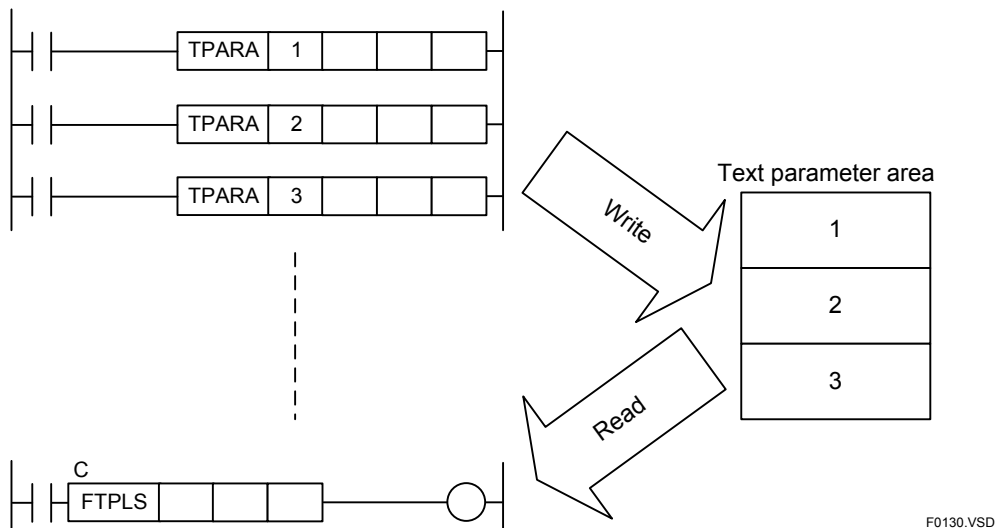 TPARA 1
TPARA 2
TPARA 3
Write
Text parameter area
1
2
3
Read
C
FTPLS
F0130.VSD